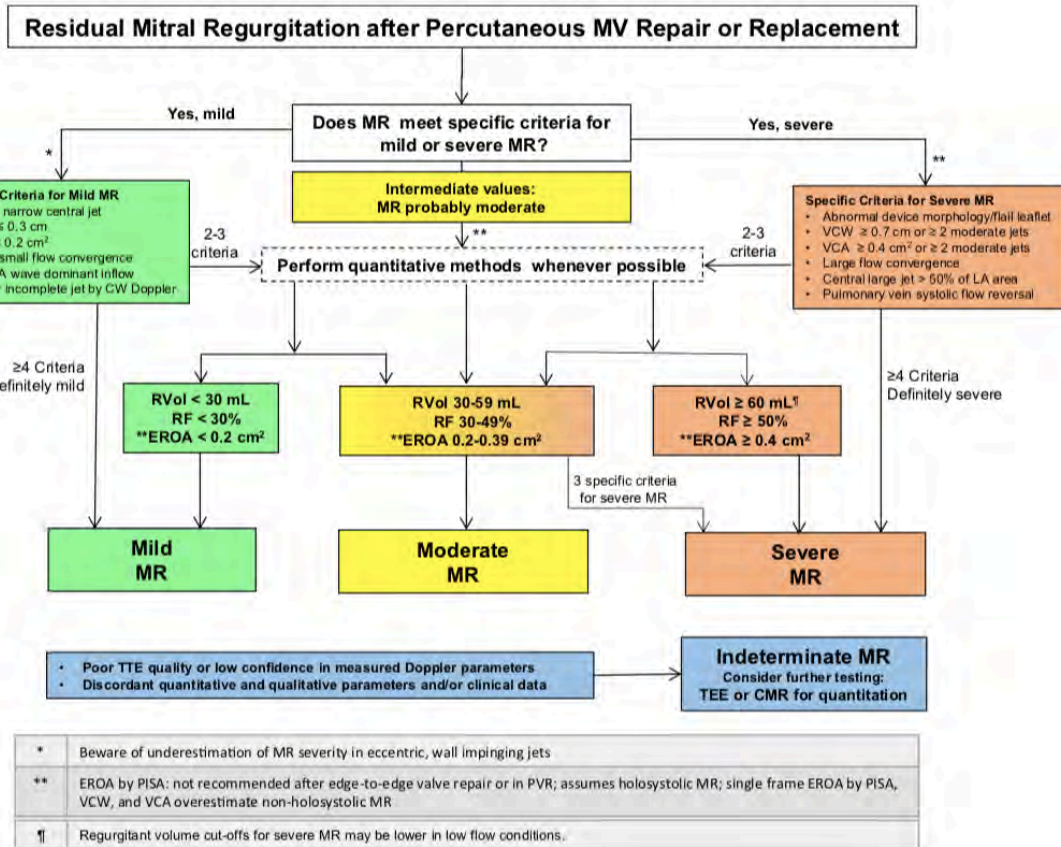 Residual Mitral Regurgitation after Percutaneous MV Repair or Replacement
Does MR meet specific criteria for
mild or severe MR?
Yes, mild
Yes, severe
*
**
Criteria for Mild MR
narrow central jet
0.3 cm
0.2 cm²
small flow convergence
A wave dominant inflow
incomplete jet by CW Doppler
Intermediate values:
MR probably moderate
**
Specific Criteria for Severe MR
• Abnormal device morphology/flail leaflet
• VCW ≥ 0.7 cm or ≥ 2 moderate jets
• VCA ≥ 0.4 cm² or ≥ 2 moderate jets
• Large flow convergence
• Central large jet > 50% of LA area
• Pulmonary vein systolic flow reversal
2-3
criteria
Perform quantitative methods whenever possible
2-3
criteria
≥4 Criteria
efinitely mild
RVol < 30 mL
RF < 30%
**EROA < 0.2 cm²
RVol 30-59 mL
RF 30-49%
**EROA 0.2-0.39 cm²
RVol ≥ 60 mL¶
RF ≥ 50%
**EROA ≥ 0.4 cm²
≥4 Criteria
Definitely severe
3 specific criteria
for severe MR
Mild
MR
Moderate
MR
Severe
MR
• Poor TTE quality or low confidence in measured Doppler parameters
• Discordant quantitative and qualitative parameters and/or clinical data
Indeterminate MR
Consider further testing:
TEE or CMR for quantitation
* Beware of underestimation of MR severity in eccentric, wall impinging jets
** EROA by PISA: not recommended after edge-to-edge valve repair or in PVR; assumes holosystolic MR; single frame EROA by PISA,
VCW, and VCA overestimate non-holosystolic MR
¶ Regurgitant volume cut-offs for severe MR may be lower in low flow conditions.